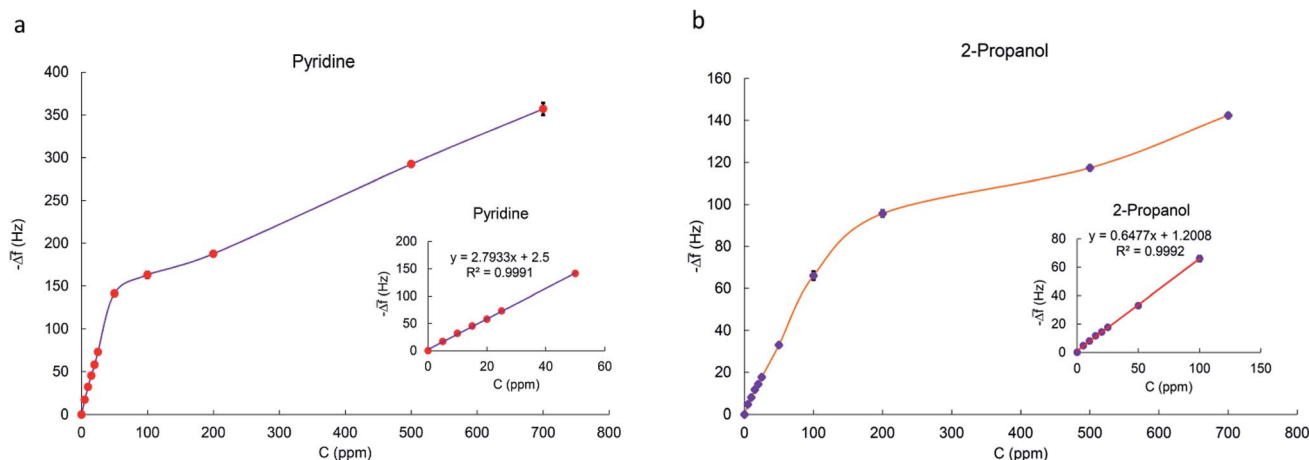 a
Pyridine
400
350
300
250
200
150
100
50
0
-Δf̅ (Hz)
0 100 200 300 400 500 600 700 800
C (ppm)
Pyridine
200
150
100
50
0
-Δf̅ (Hz)
y = 2.7933x + 2.5
R² = 0.9991
0 20 40 60
C (ppm)
b
2-Propanol
160
140
120
100
80
60
40
20
0
-Δf̅ (Hz)
0 100 200 300 400 500 600 700 800
C (ppm)
2-Propanol
80
60
40
20
0
-Δf̅ (Hz)
y = 0.6477x + 1.2008
R² = 0.9992
0 50 100 150
C (ppm)